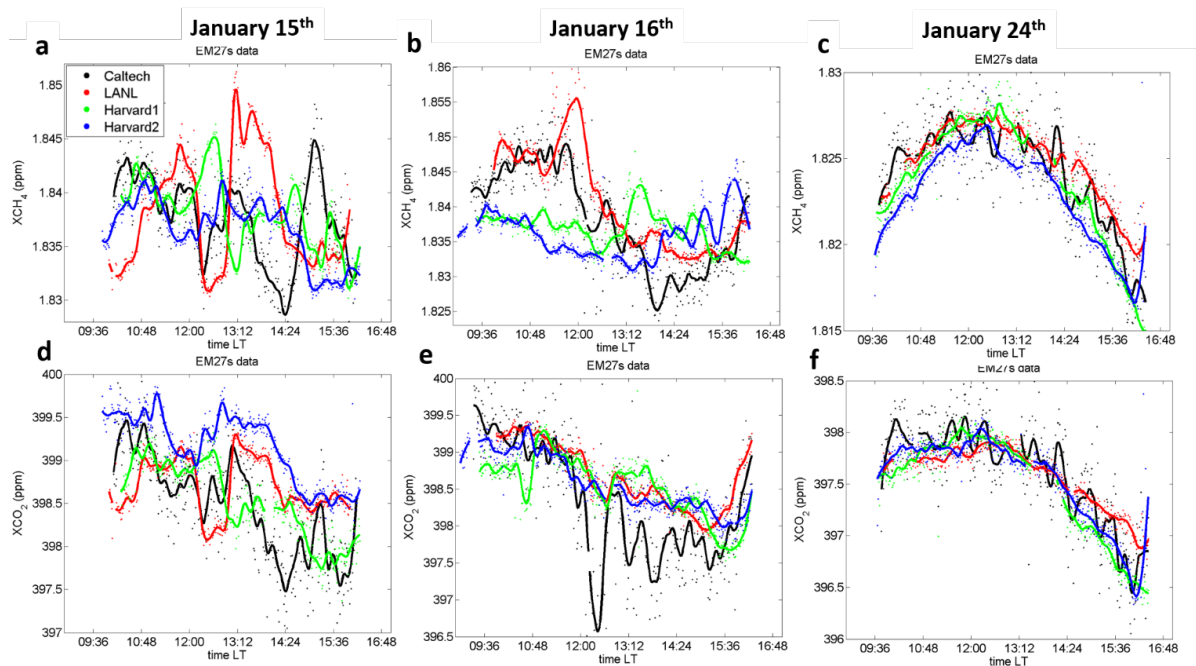 January 15th
January 16th
January 24th
a
EM27s data
Caltech
LANL
Harvard1
Harvard2
XCH4 (ppm)
1.85
1.845
1.84
1.835
1.83
09:36 10:48 12:00 13:12 14:24 15:36 16:48
time LT
b
EM27s data
XCH4 (ppm)
1.86
1.855
1.85
1.845
1.84
1.835
1.83
1.825
09:36 10:48 12:00 13:12 14:24 15:36 16:48
time LT
c
EM27s data
XCH4 (ppm)
1.83
1.825
1.82
1.815
09:36 10:48 12:00 13:12 14:24 15:36 16:48
time LT
d
EM27s data
XCO2 (ppm)
400
399.5
399
398.5
398
397.5
397
09:36 10:48 12:00 13:12 14:24 15:36 16:48
time LT
e
EM27s data
XCO2 (ppm)
400
399.5
399
398.5
398
397.5
397
396.5
09:36 10:48 12:00 13:12 14:24 15:36 16:48
time LT
f
EM27s data
XCO2 (ppm)
398.5
398
397.5
397
396.5
396
09:36 10:48 12:00 13:12 14:24 15:36 16:48
time LT